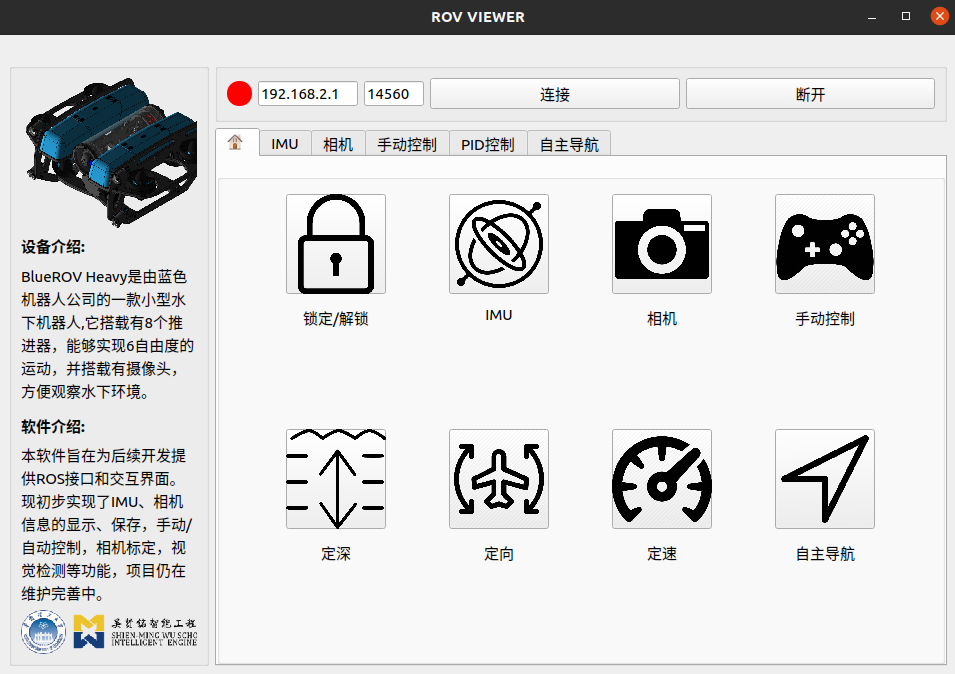 ROV VIEWER
192.168.2.1
14560
连接
断开
IMU
相机
手动控制
PID控制
自主导航
设备介绍:
BlueROV Heavy是由蓝色
机器人公司的一款小型水
下机器人,它搭载有8个推
进器，能够实现6自由度的
运动，并搭载有摄像头，
方便观察水下环境。
软件介绍:
本软件旨在为后续开发提
供ROS接口和交互界面。
现初步实现了IMU、相机
信息的显示、保存，手动/
自动控制，相机标定，视
觉检测等功能，项目仍在
维护完善中。
吴贤铭智能工程
SHIEN-MING WU SCHO
INTELLIGENT ENGINE
锁定/解锁
IMU
相机
手动控制
定深
定向
定速
自主导航